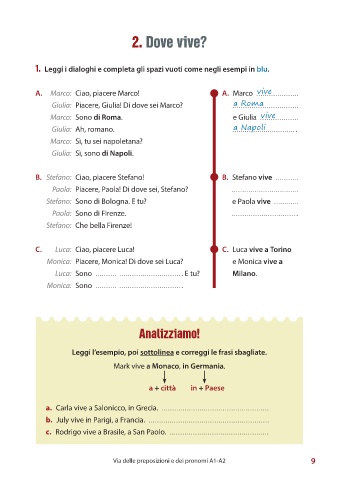 2. Dove vive?
1. Leggi i dialoghi e completa gli spazi vuoti come negli esempi in blu.
A. Marco: Ciao, piacere Marco!
Giulia: Piacere, Giulia! Di dove sei Marco?
Marco: Sono di Roma.
Giulia: Ah, romano.
Marco: Sì, tu sei napoletana?
Giulia: Sì, sono di Napoli.
A. Marco vive ............
a Roma
e Giulia vive ............
a Napoli
B. Stefano: Ciao, piacere Stefano!
Paola: Piacere, Paola! Di dove sei, Stefano?
Stefano: Sono di Bologna. E tu?
Paola: Sono di Firenze.
Stefano: Che bella Firenze!
B. Stefano vive ...........
................................
e Paola vive ............
................................
C. Luca: Ciao, piacere Luca!
Monica: Piacere, Monica! Di dove sei Luca?
Luca: Sono .......... ............................... . E tu?
Monica: Sono .......... ............................... .
C. Luca vive a Torino
e Monica vive a
Milano.
Analizziamo!
Leggi l'esempio, poi sottolinea e correggi le frasi sbagliate.
Mark vive a Monaco, in Germania.
a + città in + Paese
a. Carla vive a Salonicco, in Grecia. ....................................................
b. July vive in Parigi, a Francia. ..........................................................
c. Rodrigo vive a Brasile, a San Paolo. ................................................
Via delle preposizioni e dei pronomi A1-A2
9